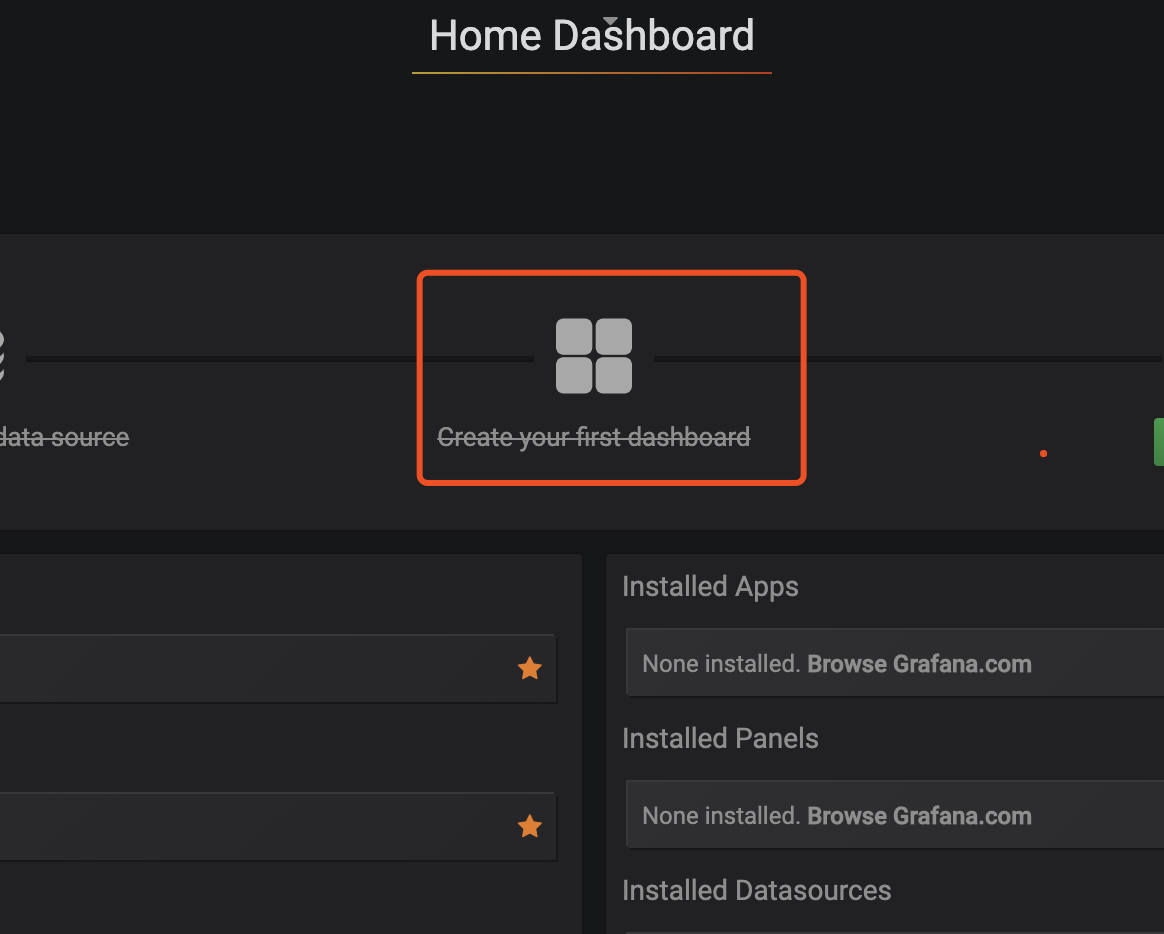 Home Dashboard
data source
Create your first dashboard
Installed Apps
None installed. Browse Grafana.com
Installed Panels
None installed. Browse Grafana.com
Installed Datasources